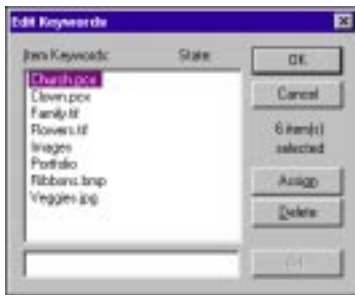 Edit Keywords
Item Keywords: State:
Church.pcx
Clown.pcx
Family.tif
Flowers.tif
Images
Portfolio
Ribbons.bmp
Veggies.jpg
OK
Cancel
6 item(s)
selected
Assign
Delete